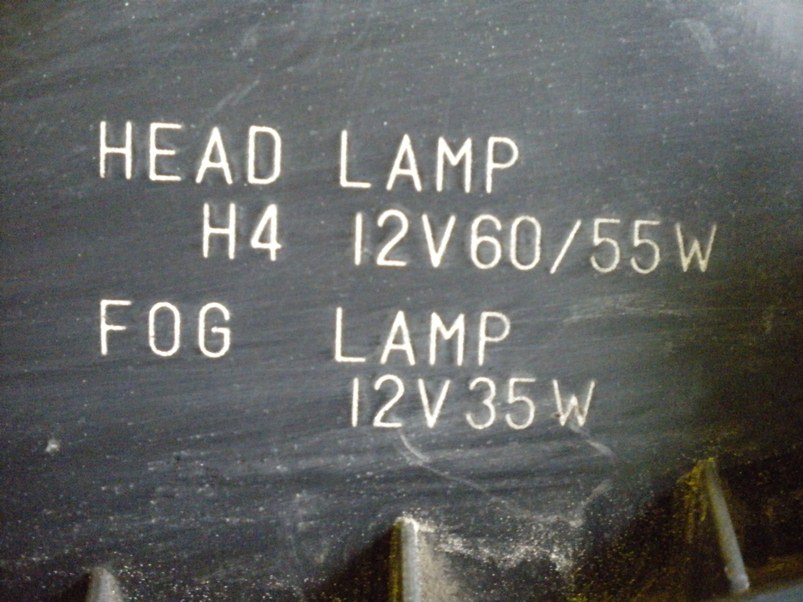 HEAD LAMP
H4 12V60/55W
FOG LAMP
12V35W